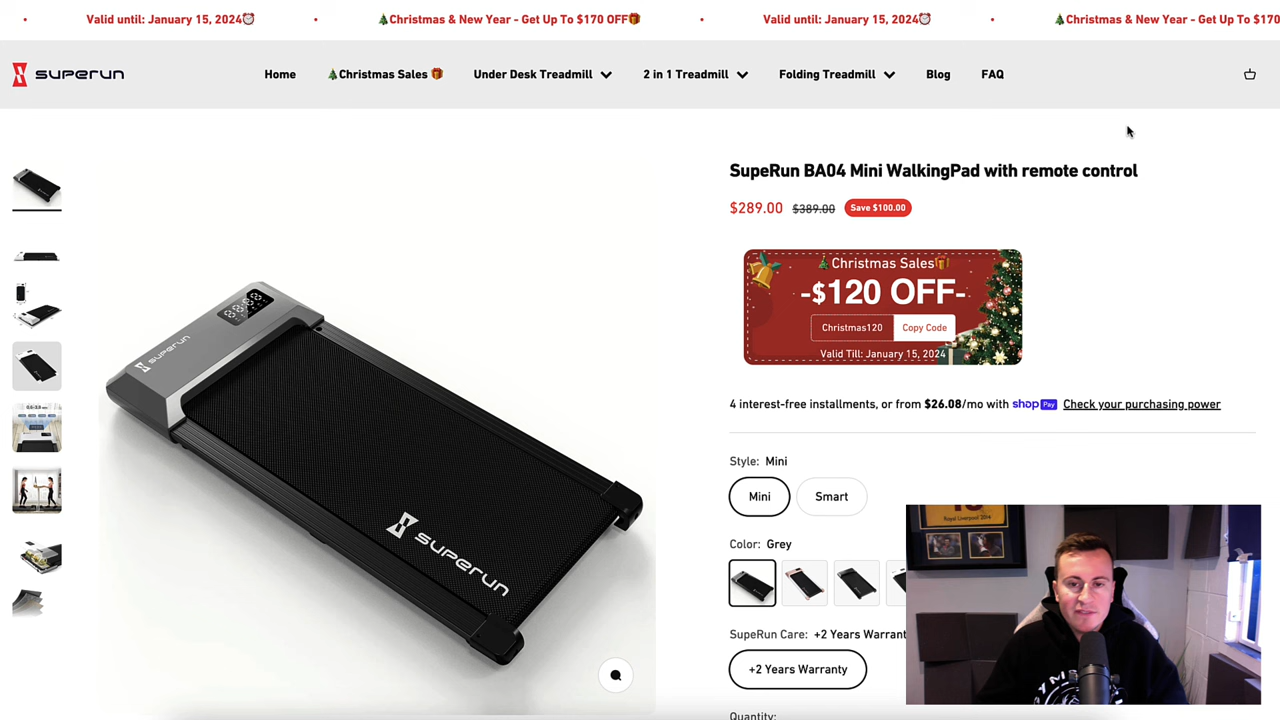 Valid until: January 15, 2024⏰
🎄Christmas & New Year - Get Up To $170 OFF🎁
Valid until: January 15, 2024⏰
🎄Christmas & New Year - Get Up To $170
superun
Home
🎄Christmas Sales 🎁
Under Desk Treadmill
2 in 1 Treadmill
Folding Treadmill
Blog
FAQ
SupeRun BA04 Mini WalkingPad with remote control
$289.00 $389.00 Save $100.00
🎄Christmas Sales🎁
-$120 OFF-
Christmas120 Copy Code
Valid Till: January 15, 2024
4 interest-free installments, or from $26.08/mo with shop Pay Check your purchasing power
Style: Mini
Mini Smart
Color: Grey
SupeRun Care: +2 Years Warrant
+2 Years Warranty
Quantity:
superun
superun
Royal Liverpool 2014